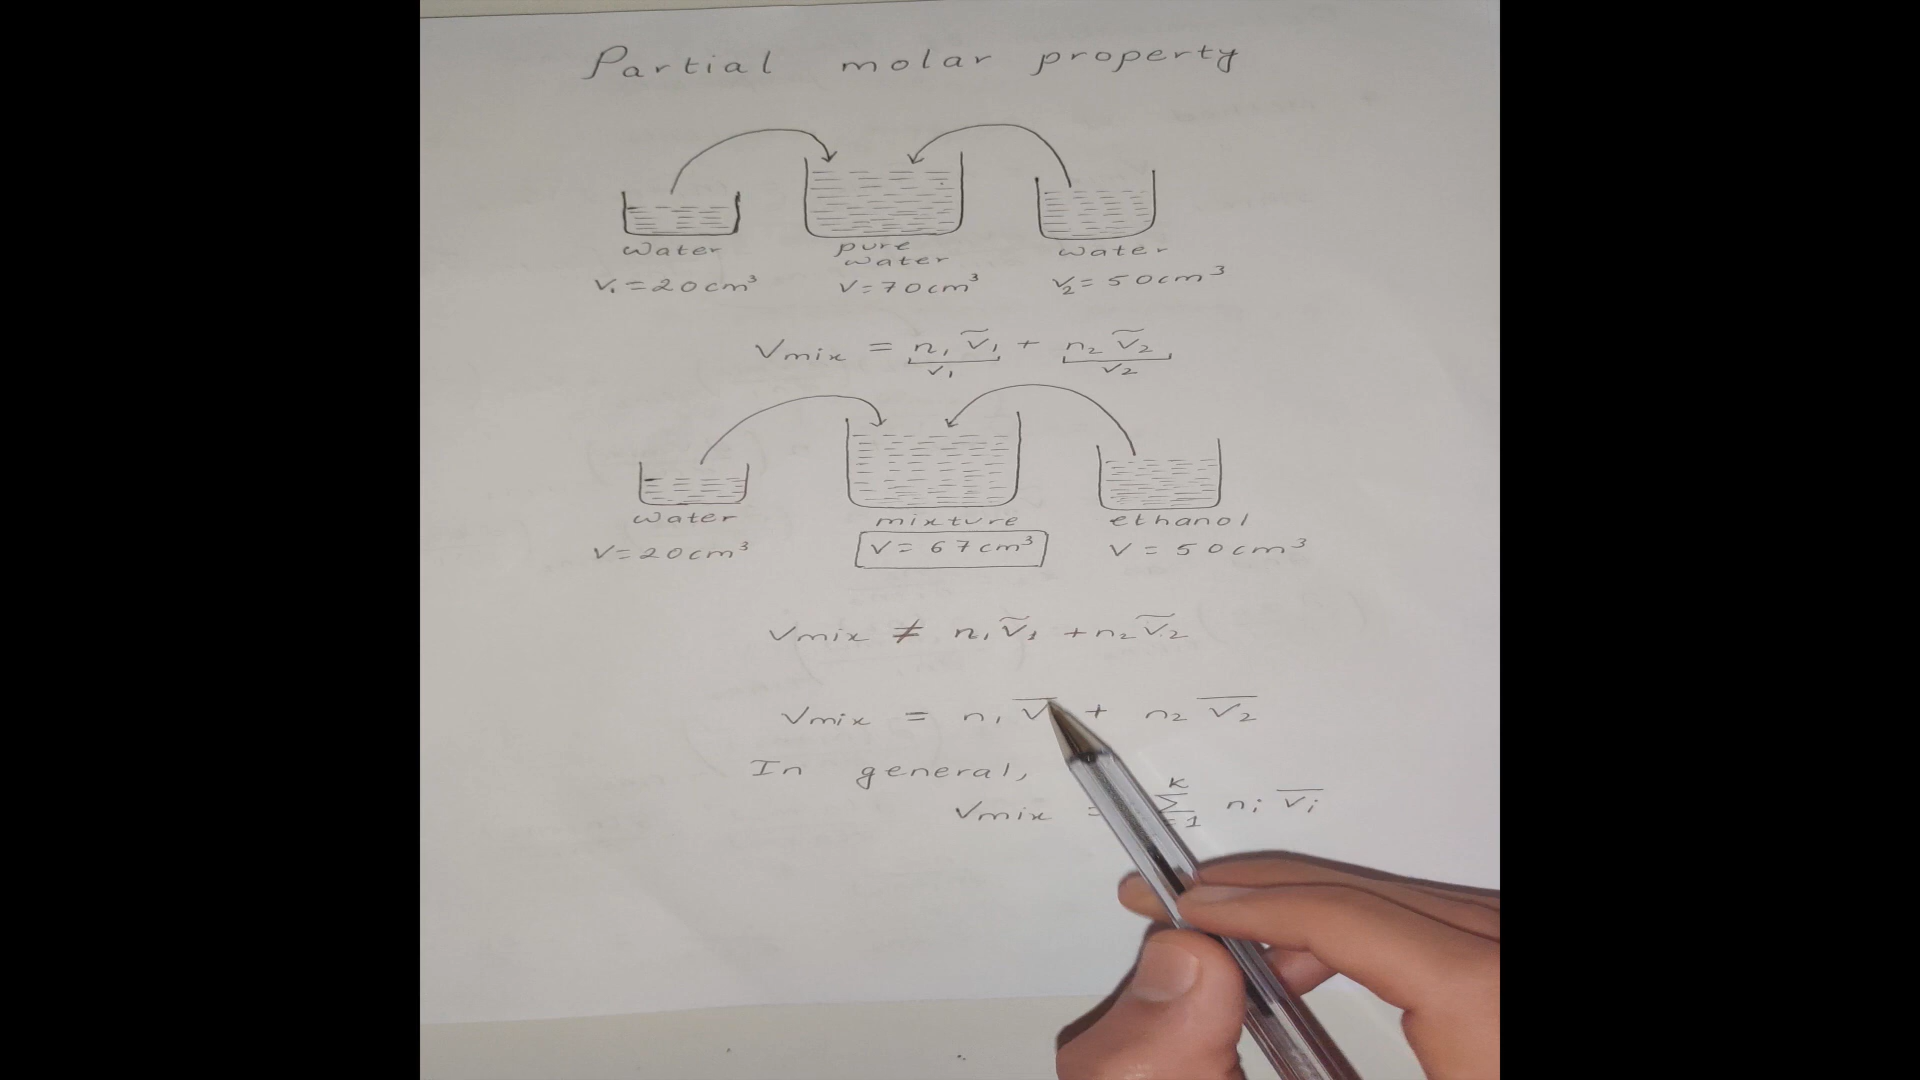 Partial molar property
water pure water water
V₁ = 20cm³ V = 70cm³ V₂ = 50cm³
Vmix = n₁ Ṽ₁ + n₂ Ṽ₂
V₁ V₂
water mixture ethanol
V = 20cm³ V = 67cm³ V = 50cm³
Vmix ≠ n₁ Ṽ₁ + n₂ Ṽ₂
Vmix = n₁ V̅ + n₂ V̅₂
In general,
Vmix = Σ K =1 nᵢ V̅ᵢ